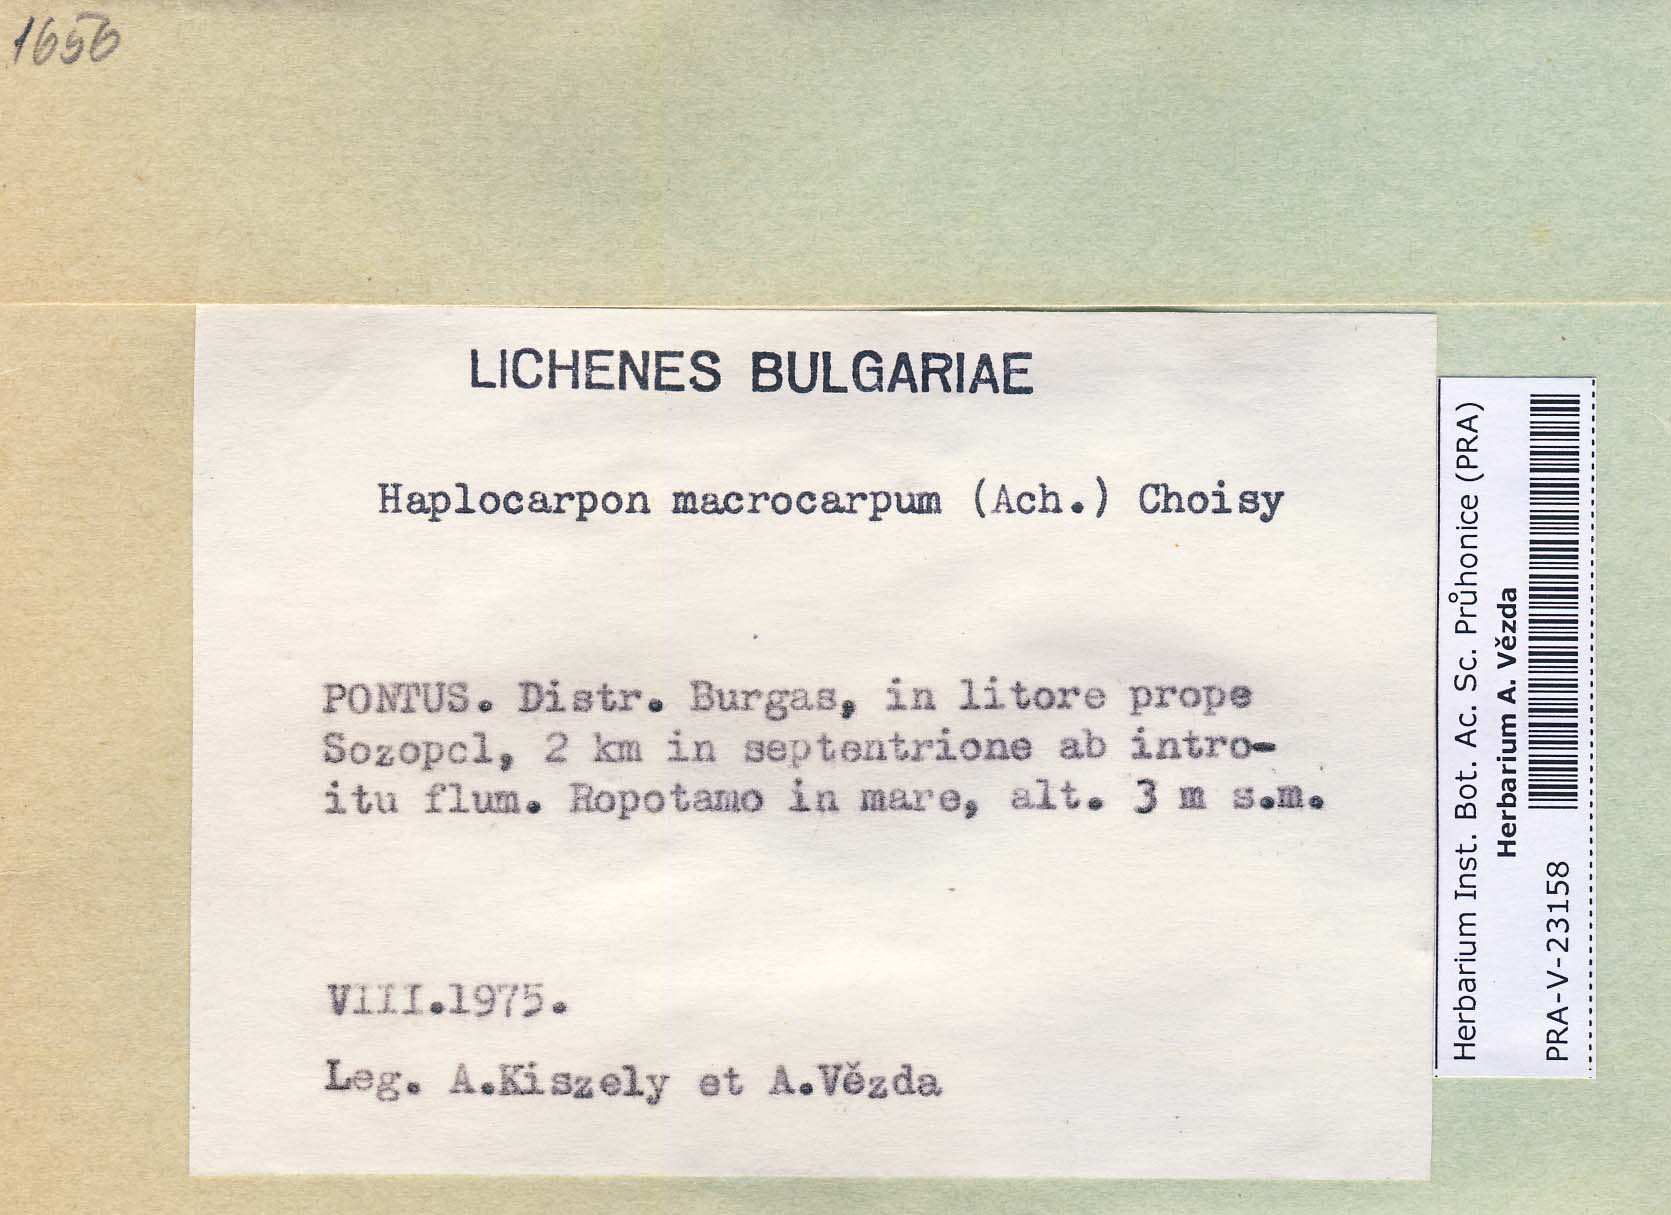 1656
LICHENES BULGARIAE
Haplocarpon macrocarpum (Ach.) Choisy
PONTUS. Distr. Burgas, in litore prope
Sozopol, 2 km in septentrione ab intro-
itu flum. Ropotamo in mare, alt. 3 m s.m.
VIII.1975.
Leg. A.Kiszely et A.Vězda
Herbarium Inst. Bot. Ac. Sc. Průhonice (PRA)
Herbarium A. Vězda
PRA-V-23158